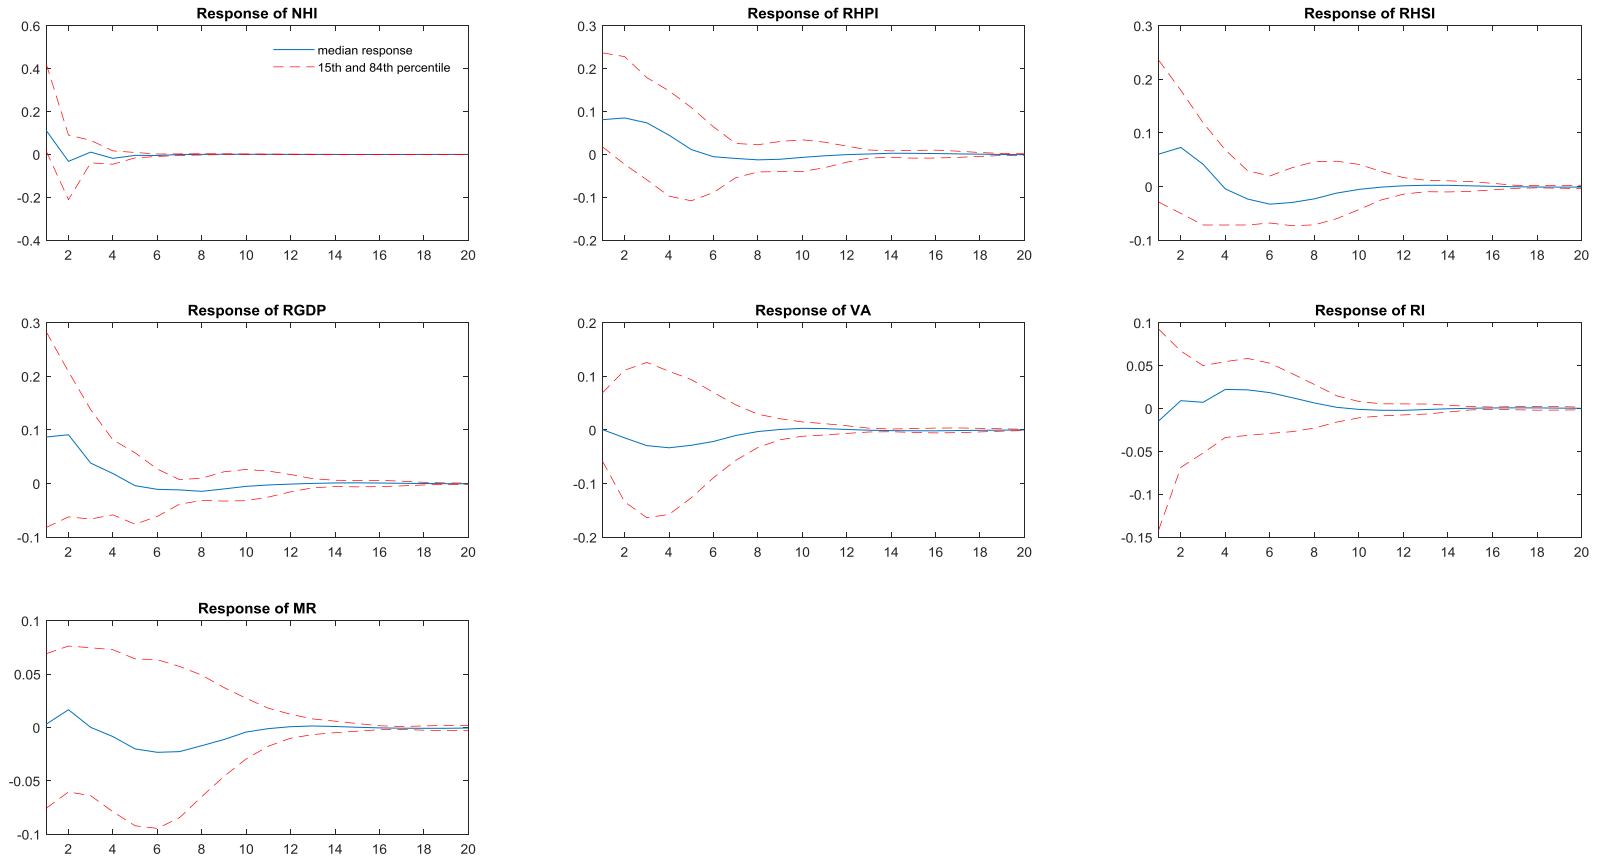 Response of NHI
0.6
0.4
0.2
0
-0.2
-0.4
median response
15th and 84th percentile
2 4 6 8 10 12 14 16 18 20
Response of RHPI
0.3
0.2
0.1
0
-0.1
-0.2
2 4 6 8 10 12 14 16 18 20
Response of RHSI
0.3
0.2
0.1
0
-0.1
2 4 6 8 10 12 14 16 18 20
Response of RGDP
0.3
0.2
0.1
0
-0.1
2 4 6 8 10 12 14 16 18 20
Response of VA
0.2
0.1
0
-0.1
-0.2
2 4 6 8 10 12 14 16 18 20
Response of RI
0.1
0.05
0
-0.05
-0.1
-0.15
2 4 6 8 10 12 14 16 18 20
Response of MR
0.1
0.05
0
-0.05
-0.1
2 4 6 8 10 12 14 16 18 20